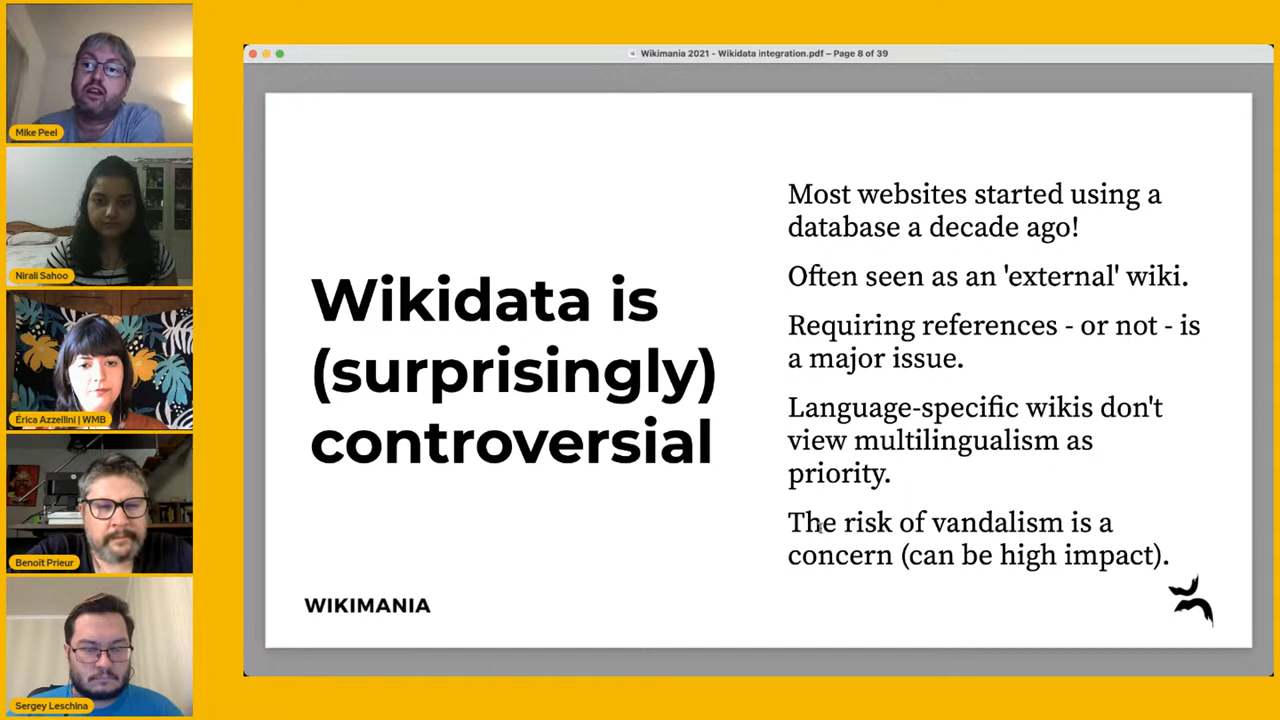 Mike Peel
Nirali Sahoo
Érica Azzellini | WMB
Benoît Prieur
Sergey Leschina
Wikimania 2021 - Wikidata integration.pdf – Page 8 of 39
Wikidata is
(surprisingly)
controversial
Most websites started using a
database a decade ago!
Often seen as an 'external' wiki.
Requiring references - or not - is
a major issue.
Language-specific wikis don't
view multilingualism as
priority.
The risk of vandalism is a
concern (can be high impact).
WIKIMANIA